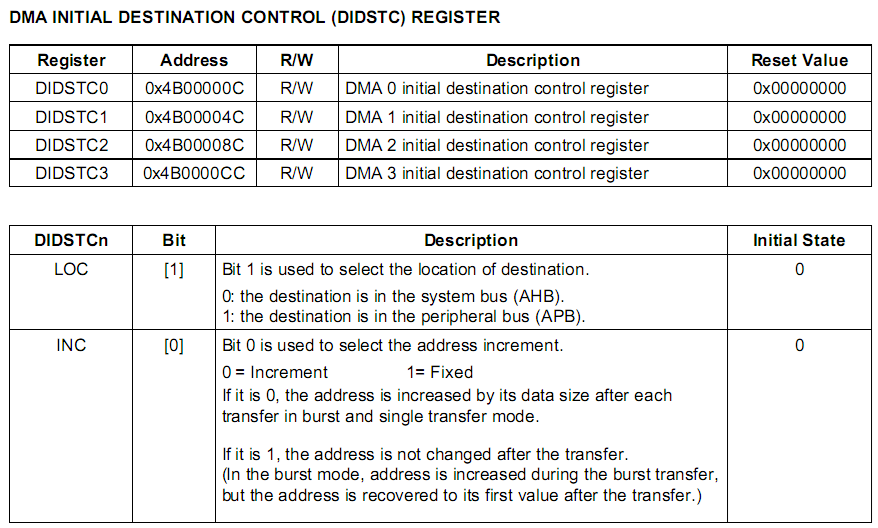 DMA INITIAL DESTINATION CONTROL (DIDSTC) REGISTER
Register Address R/W Description Reset Value
DIDSTC0 0x4B00000C R/W DMA 0 initial destination control register 0x00000000
DIDSTC1 0x4B00004C R/W DMA 1 initial destination control register 0x00000000
DIDSTC2 0x4B00008C R/W DMA 2 initial destination control register 0x00000000
DIDSTC3 0x4B0000CC R/W DMA 3 initial destination control register 0x00000000
DIDSTCn Bit Description Initial State
LOC [1] Bit 1 is used to select the location of destination. 0
0: the destination is in the system bus (AHB).
1: the destination is in the peripheral bus (APB).
INC [0] Bit 0 is used to select the address increment. 0
0 = Increment 1= Fixed
If it is 0, the address is increased by its data size after each
transfer in burst and single transfer mode.
If it is 1, the address is not changed after the transfer.
(In the burst mode, address is increased during the burst transfer,
but the address is recovered to its first value after the transfer.)